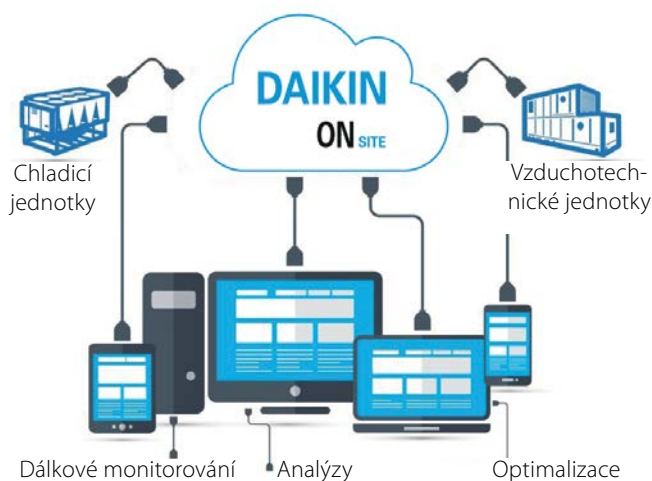 DAIKIN
ON SITE
Chladicí
jednotky
Vzduchotech-
nické jednotky
Dálkové monitorování
Analýzy
Optimalizace